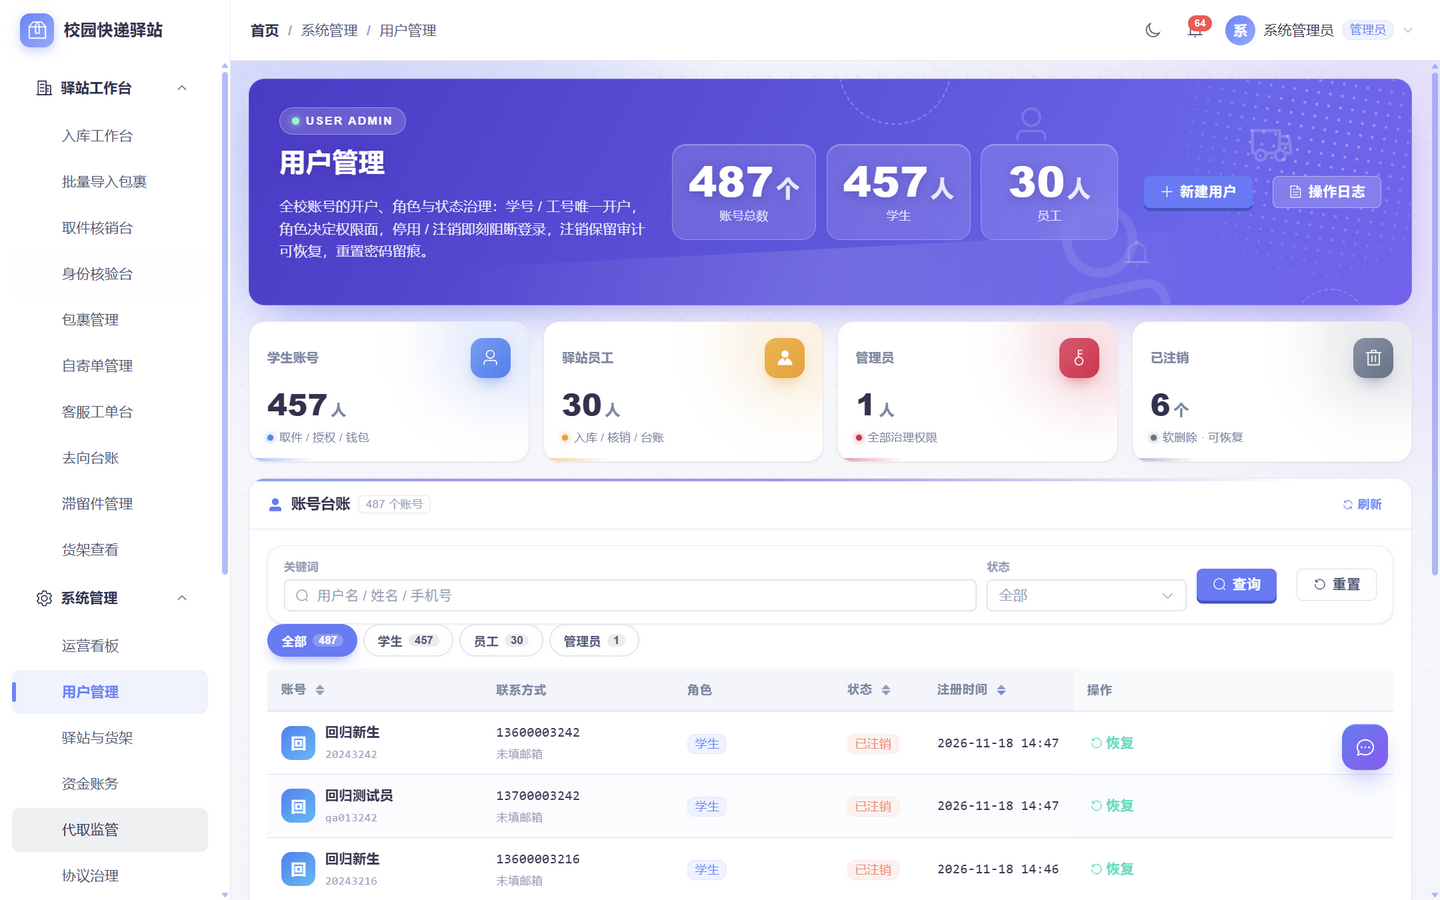 校园快递驿站
首页 / 系统管理 / 用户管理
64
系
系统管理员
管理员
驿站工作台
入库工作台
批量导入包裹
取件核销台
身份核验台
包裹管理
自寄单管理
客服工单台
去向台账
滞留件管理
货架查看
系统管理
运营看板
用户管理
驿站与货架
资金账务
代取监管
协议治理
USER ADMIN
用户管理
全校账号的开户、角色与状态治理：学号 / 工号唯一开户，
角色决定权限面，停用 / 注销即刻阻断登录，注销保留审计
可恢复，重置密码留痕。
487个
账号总数
457人
学生
30人
员工
新建用户
操作日志
学生账号
457人
取件 / 授权 / 钱包
驿站员工
30人
入库 / 核销 / 台账
管理员
1人
全部治理权限
已注销
6个
软删除 · 可恢复
账号台账
487 个账号
刷新
关键词
用户名 / 姓名 / 手机号
状态
全部
查询
重置
全部 487
学生 457
员工 30
管理员 1
账号 联系方式 角色 状态 注册时间 操作
回 回归新生 13600003242 学生 已注销 2026-11-18 14:47 恢复
20243242 未填邮箱
回 回归测试员 13700003242 学生 已注销 2026-11-18 14:47 恢复
qa013242 未填邮箱
回 回归新生 13600003216 学生 已注销 2026-11-18 14:46 恢复
20243216 未填邮箱